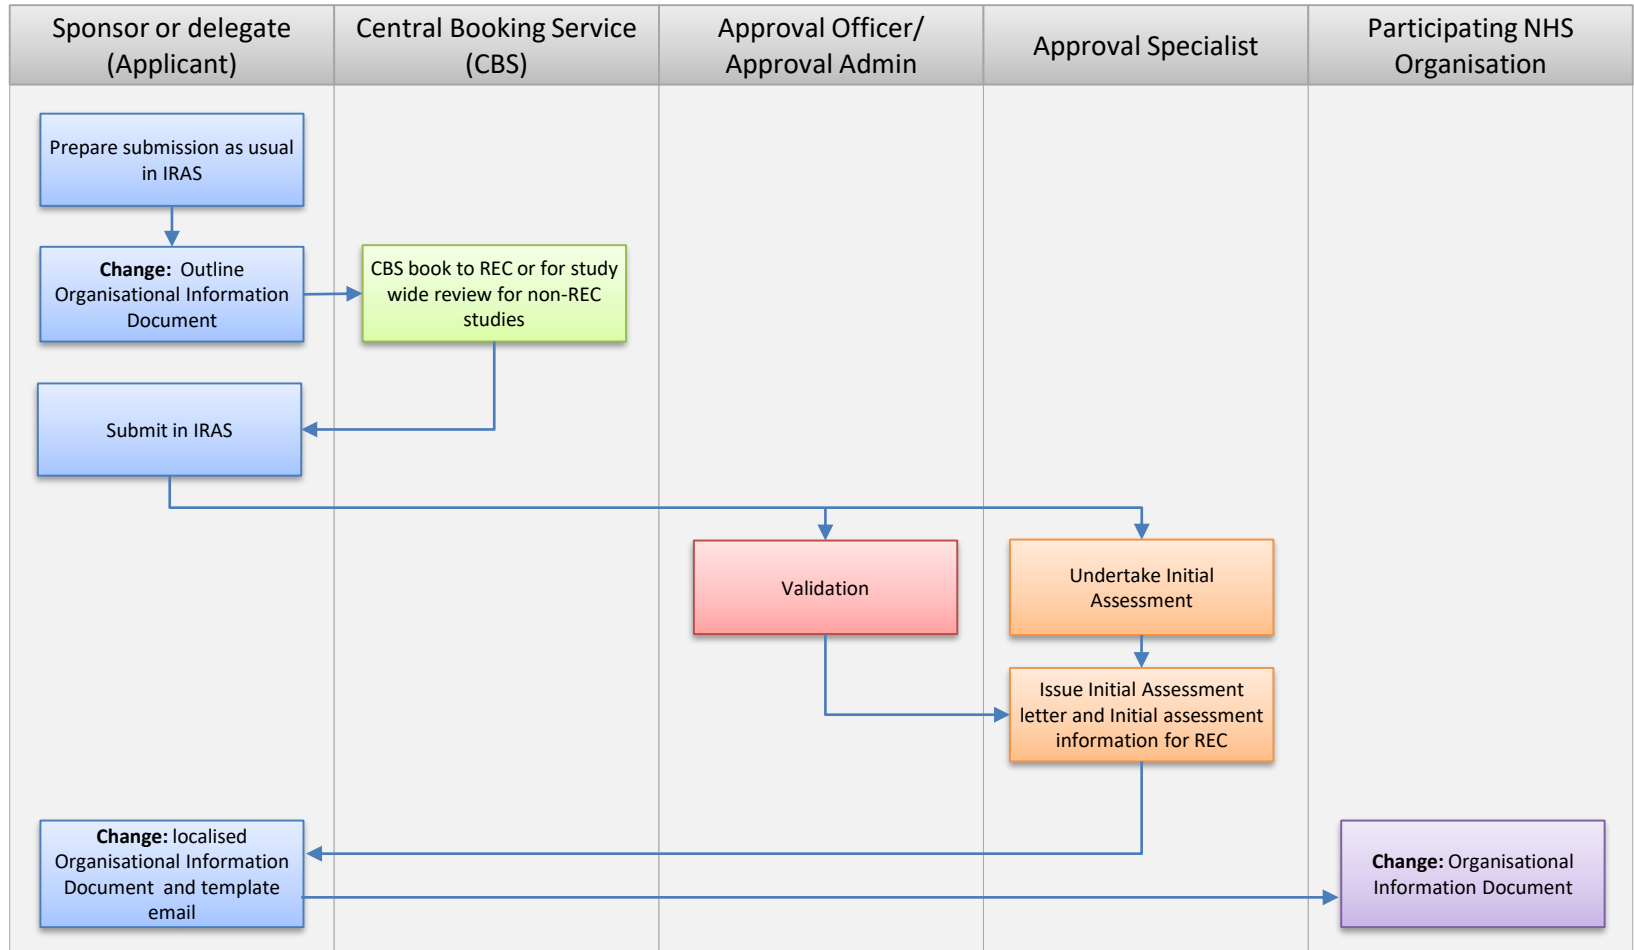 Sponsor or delegate
(Applicant)
Central Booking Service
(CBS)
Approval Officer/
Approval Admin
Approval Specialist
Participating NHS
Organisation
Prepare submission as usual
in IRAS
Change: Outline
Organisational Information
Document
CBS book to REC or for study
wide review for non-REC
studies
Submit in IRAS
Validation
Undertake Initial
Assessment
Issue Initial Assessment
letter and Initial assessment
information for REC
Change: localised
Organisational Information
Document and template
email
Change: Organisational
Information Document